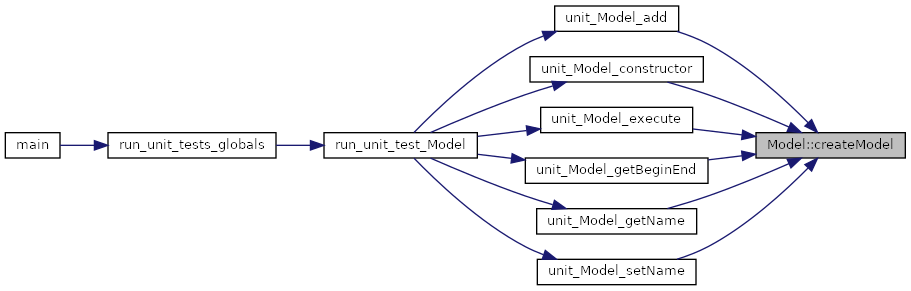 unit_Model_add
unit_Model_constructor
unit_Model_execute
main
run_unit_tests_globals
run_unit_test_Model
Model::createModel
unit_Model_getBeginEnd
unit_Model_getName
unit_Model_setName